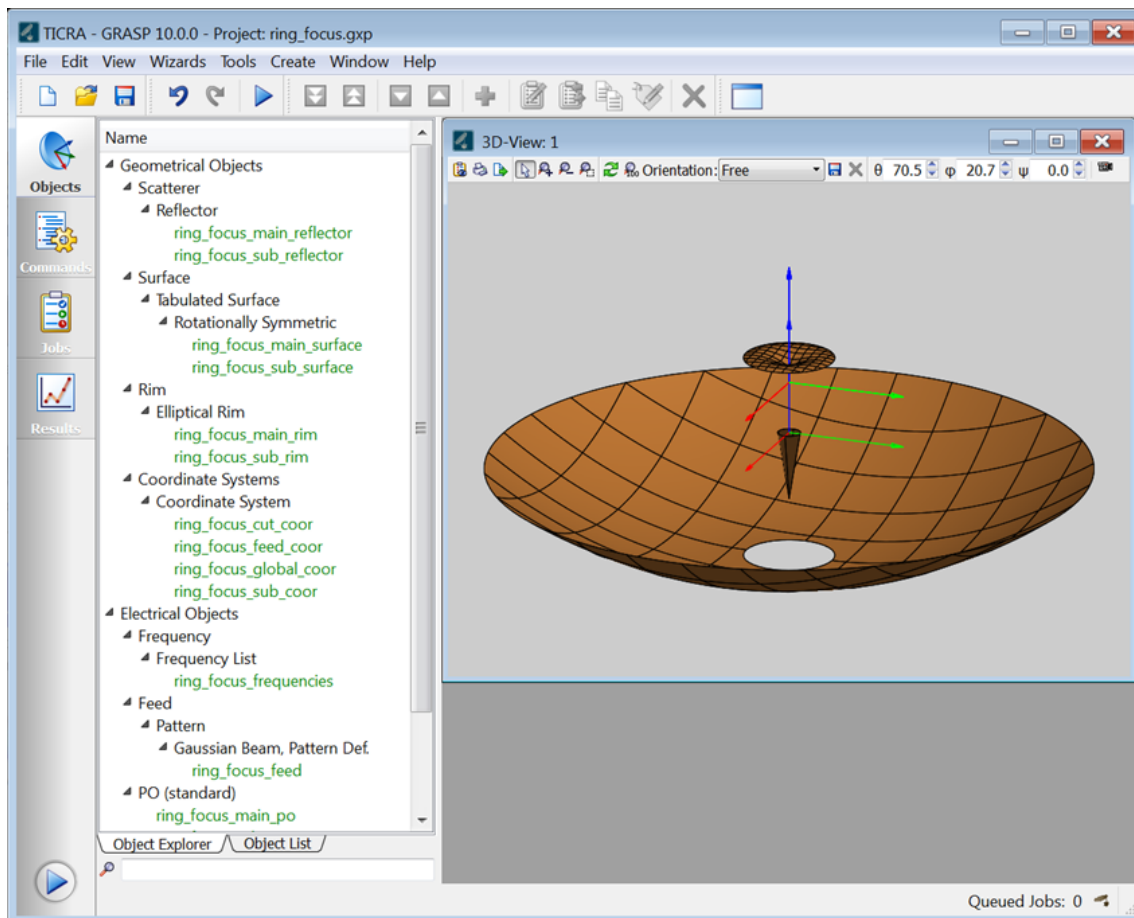 TICRA - GRASP 10.0.0 - Project: ring_focus.gxp
File Edit View Wizards Tools Create Window Help
Objects
Commands
Jobs
Results
Name
Geometrical Objects
Scatterer
Reflector
ring_focus_main_reflector
ring_focus_sub_reflector
Surface
Tabulated Surface
Rotationally Symmetric
ring_focus_main_surface
ring_focus_sub_surface
Rim
Elliptical Rim
ring_focus_main_rim
ring_focus_sub_rim
Coordinate Systems
Coordinate System
ring_focus_cut_coor
ring_focus_feed_coor
ring_focus_global_coor
ring_focus_sub_coor
Electrical Objects
Frequency
Frequency List
ring_focus_frequencies
Feed
Pattern
Gaussian Beam, Pattern Def.
ring_focus_feed
PO (standard)
ring_focus_main_po
Object Explorer Object List
3D-View: 1
Orientation: Free θ 70.5 φ 20.7 ψ 0.0
Queued Jobs: 0